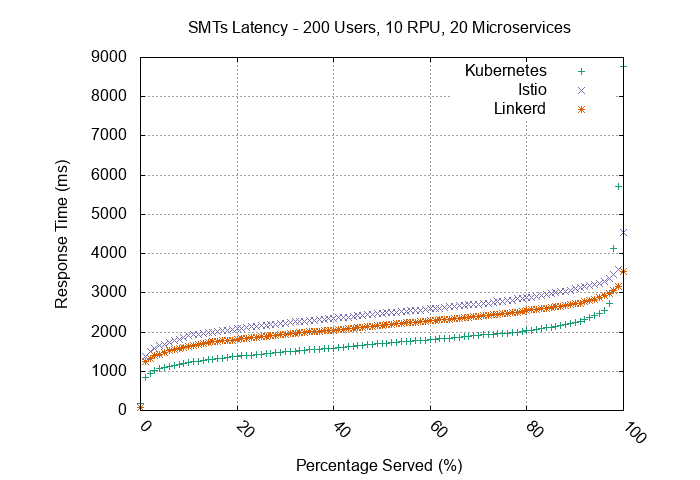 SMTs Latency - 200 Users, 10 RPU, 20 Microservices
9000
8000
7000
6000
5000
4000
3000
2000
1000
0
Response Time (ms)
Kubernetes
Istio
Linkerd
0 20 40 60 80 100
Percentage Served (%)